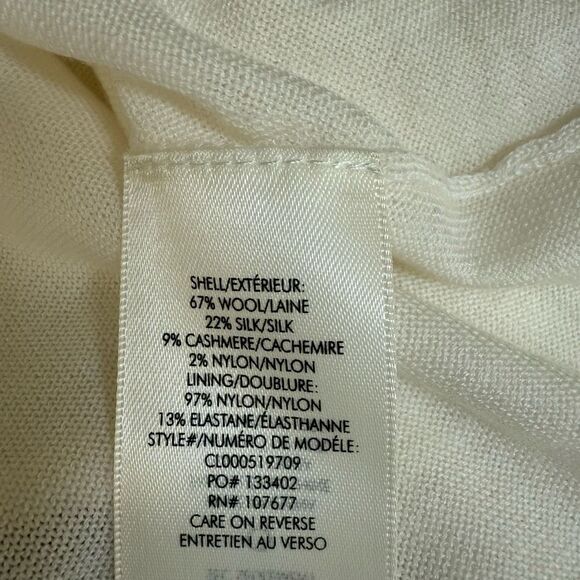 SHELL/EXTÉRIEUR:
67% WOOL/LAINE
22% SILK/SILK
9% CASHMERE/CACHEMIRE
2% NYLON/NYLON
LINING/DOUBLURE:
97% NYLON/NYLON
13% ELASTANE/ÉLASTHANNE
STYLE#/NUMÉRO DE MODÉLE:
CL000519709
PO# 133402
RN# 107677
CARE ON REVERSE
ENTRETIEN AU VERSO